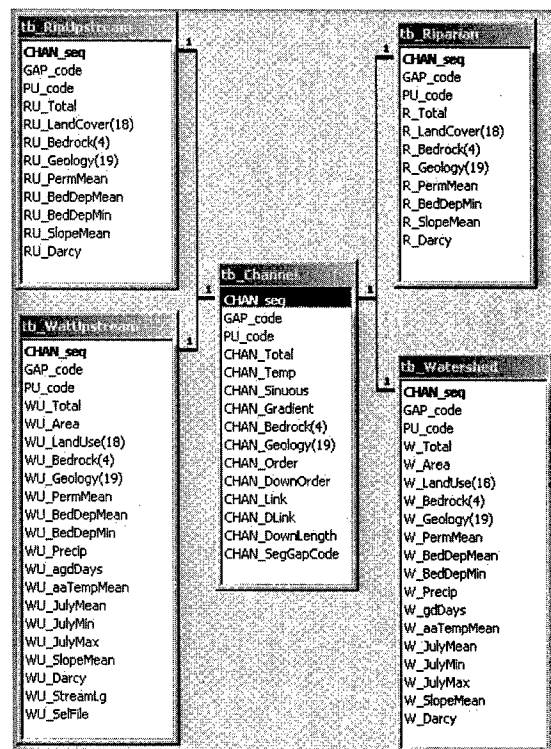 tb_RipUpstream
CHAN_seq
GAP_code
PU_code
RU_Total
RU_LandCover(18)
RU_Bedrock(4)
RU_Geology(19)
RU_PermMean
RU_BedDepMean
RU_BedDepMin
RU_SlopeMean
RU_Darcy
tb_WatUpstream
CHAN_seq
GAP_code
PU_code
WU_Total
WU_Area
WU_LandUse(18)
WU_Bedrock(4)
WU_Geology(19)
WU_PermMean
WU_BedDepMean
WU_BedDepMin
WU_Precip
WU_agdDays
WU_aaTempMean
WU_JulyMean
WU_JulyMin
WU_JulyMax
WU_SlopeMean
WU_Darcy
WU_StreamLg
WU_SelFile
1
1
1
tb_Channel
CHAN_seq
GAP_code
PU_code
CHAN_Total
CHAN_Temp
CHAN_Sinuous
CHAN_Gradient
CHAN_Bedrock(4)
CHAN_Geology(19)
CHAN_Order
CHAN_DownOrder
CHAN_Link
CHAN_DLink
CHAN_DownLength
CHAN_SegGapCode
1
1
1
tb_Riparian
CHAN_seq
GAP_code
PU_code
R_Total
R_LandCover(18)
R_Bedrock(4)
R_Geology(19)
R_PermMean
R_BedDepMin
R_SlopeMean
R_Darcy
tb_Watershed
CHAN_seq
GAP_code
PU_code
W_Total
W_Area
W_LandUse(18)
W_Bedrock(4)
W_Geology(19)
W_PermMean
W_BedDepMean
W_BedDepMin
W_Precip
W_gdDays
W_aaTempMean
W_JulyMean
W_JulyMin
W_JulyMax
W_SlopeMean
W_Darcy